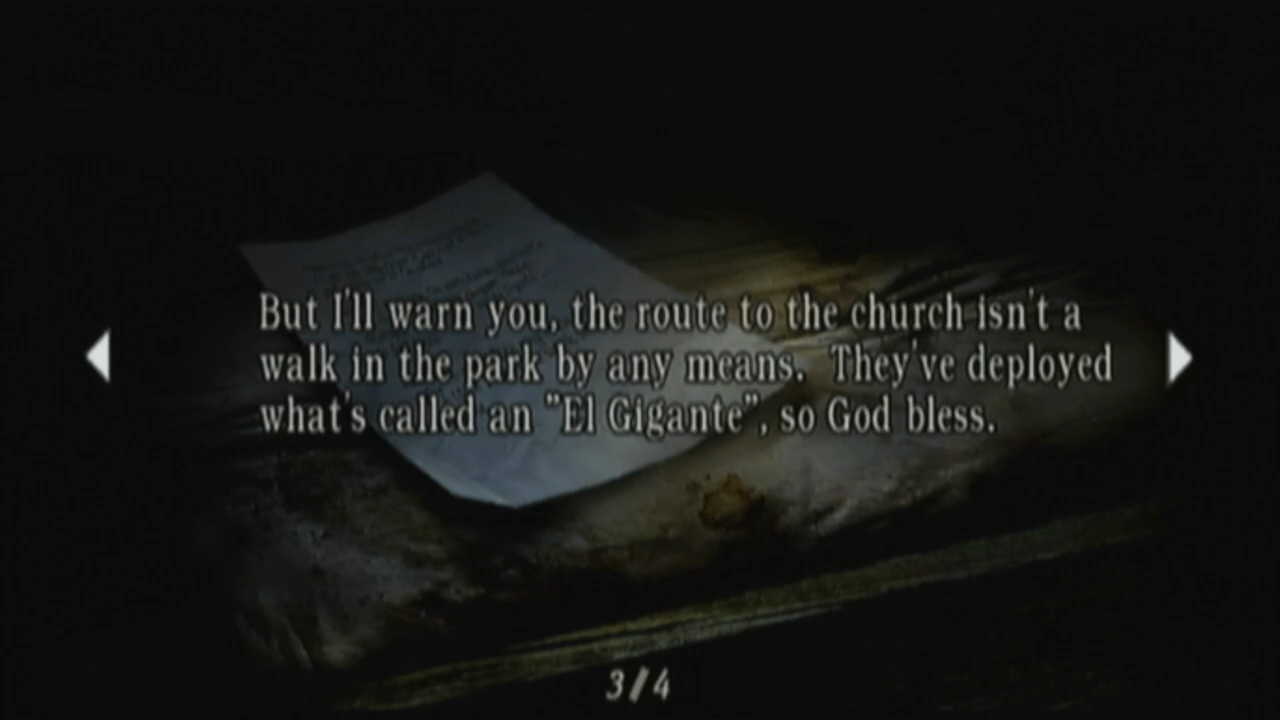 But I'll warn you, the route to the church isn't a
walk in the park by any means.  They've deployed
what's called an "El Gigante", so God bless.
3/4